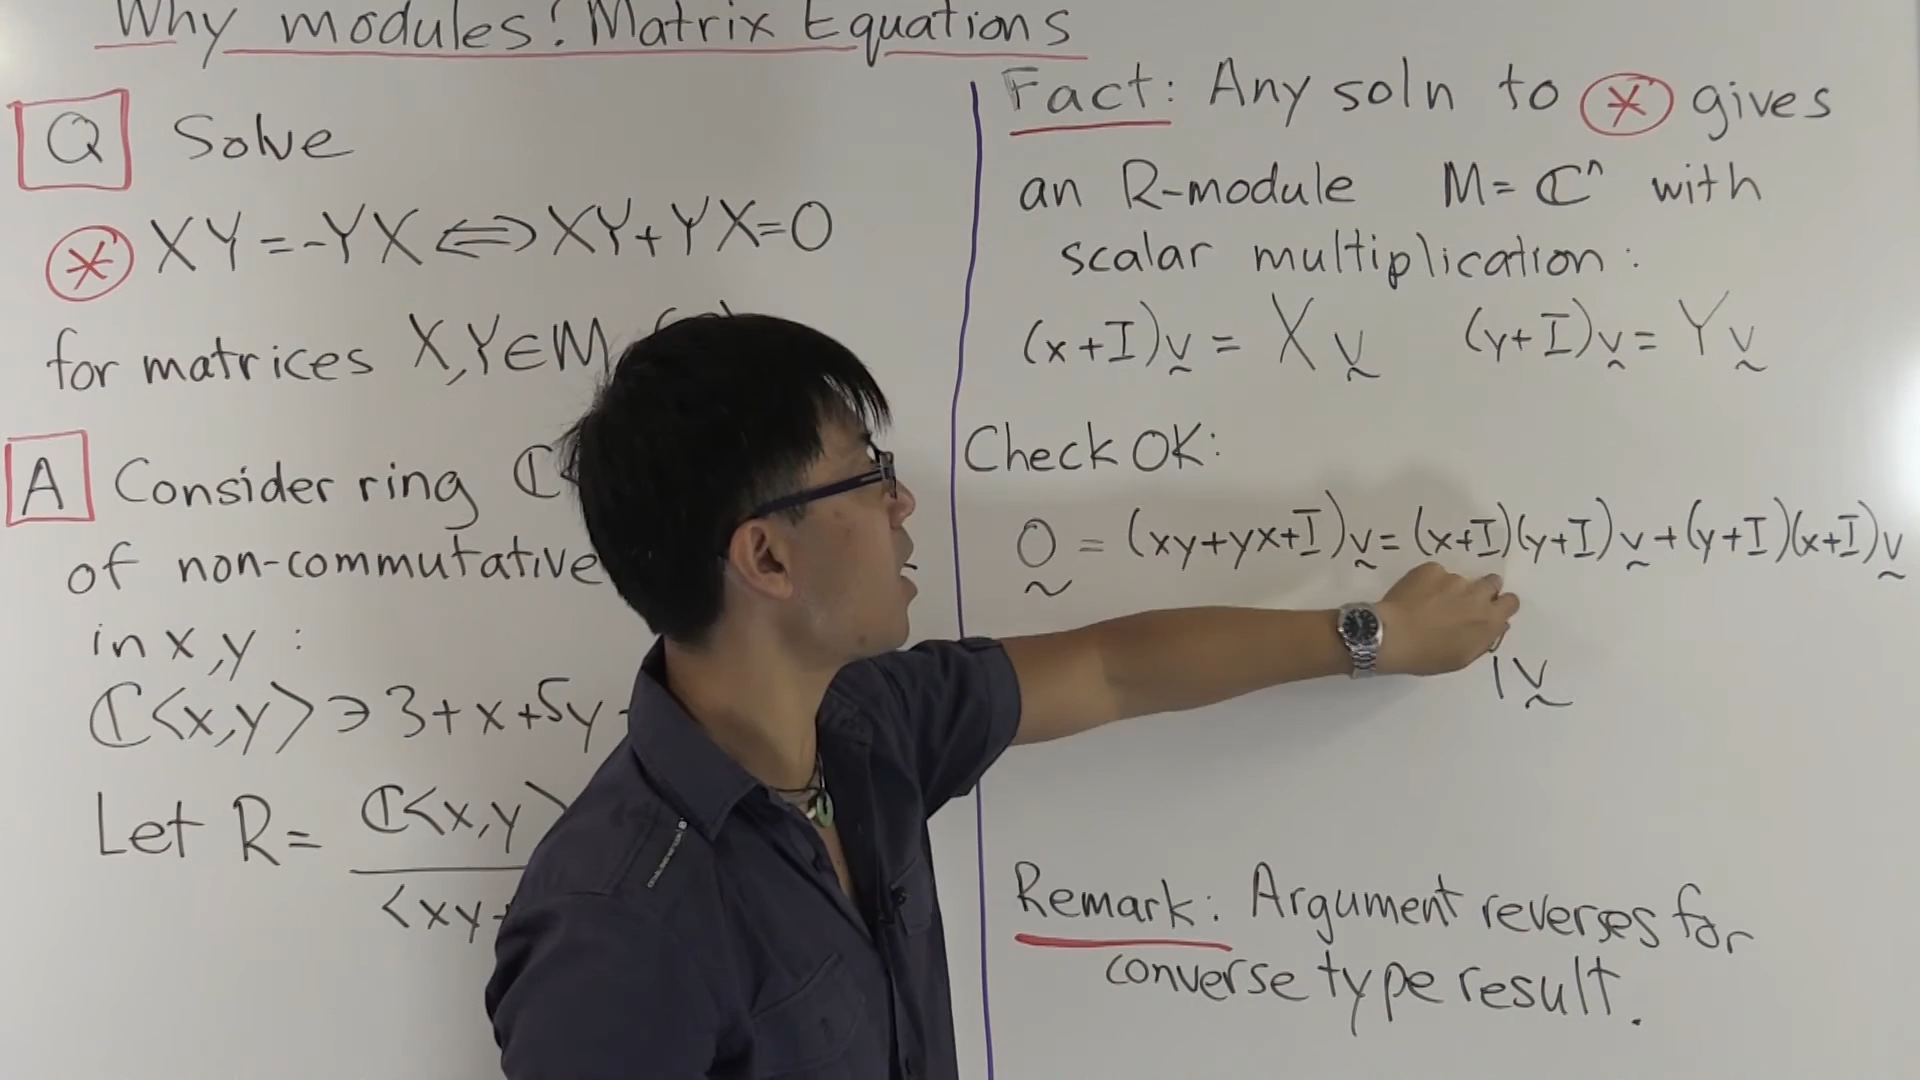 Why modules? Matrix Equations
Q Solve
* XY=-YX⟺XY+YX=0
for matrices X,Y∈M
A Consider ring ℂ<
of non-commutative
in x,y :
ℂ<x,y>∋3+x+5y
Let R= ℂ<x,y>
<xy+
Fact: Any soln to * gives
an R-module M=ℂⁿ with
scalar multiplication:
(x+I)v = Xv (y+I)v = Yv
Check OK:
0 = (xy+yx+I)v = (x+I)(y+I)v + (y+I)(x+I)v
v
Remark: Argument reverses for
converse type result.